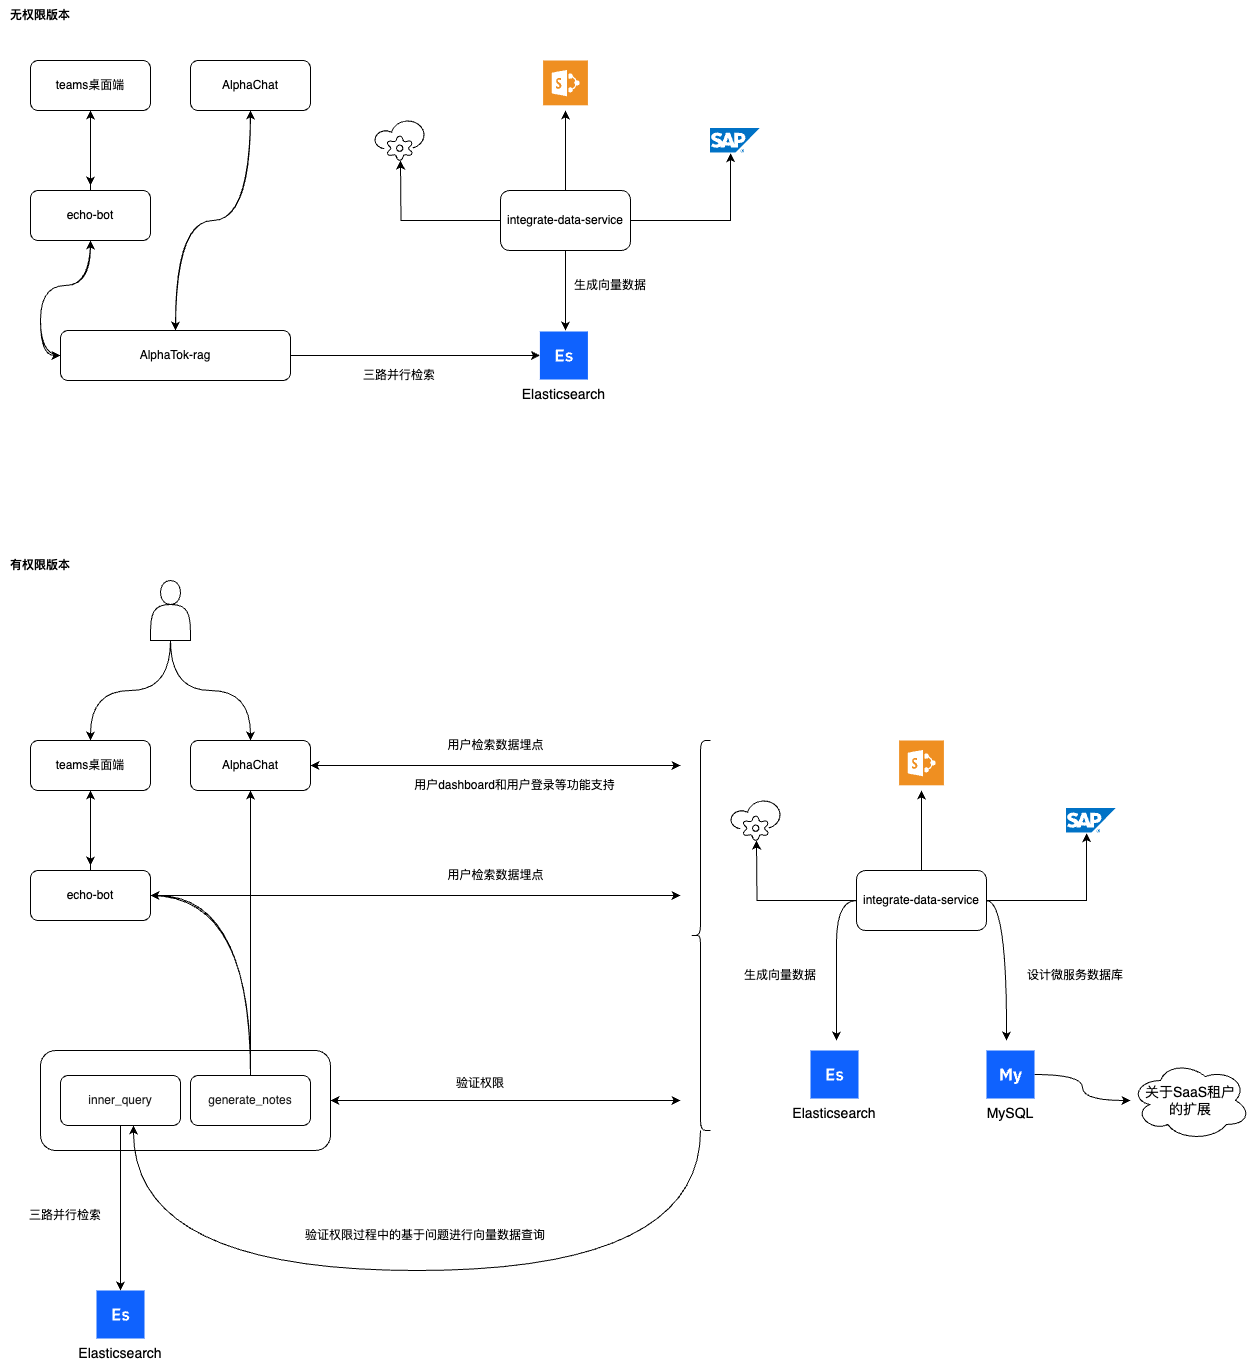 无权限版本
teams桌面端
AlphaChat
S
SAP
echo-bot
integrate-data-service
生成向量数据
AlphaTok-rag
三路并行检索
Es
Elasticsearch
有权限版本
teams桌面端
AlphaChat
用户检索数据埋点
用户dashboard和用户登录等功能支持
S
SAP
echo-bot
用户检索数据埋点
integrate-data-service
生成向量数据
设计微服务数据库
inner_query
generate_notes
验证权限
Es
Elasticsearch
My
MySQL
关于SaaS租户
的扩展
三路并行检索
验证权限过程中的基于问题进行向量数据查询
Es
Elasticsearch